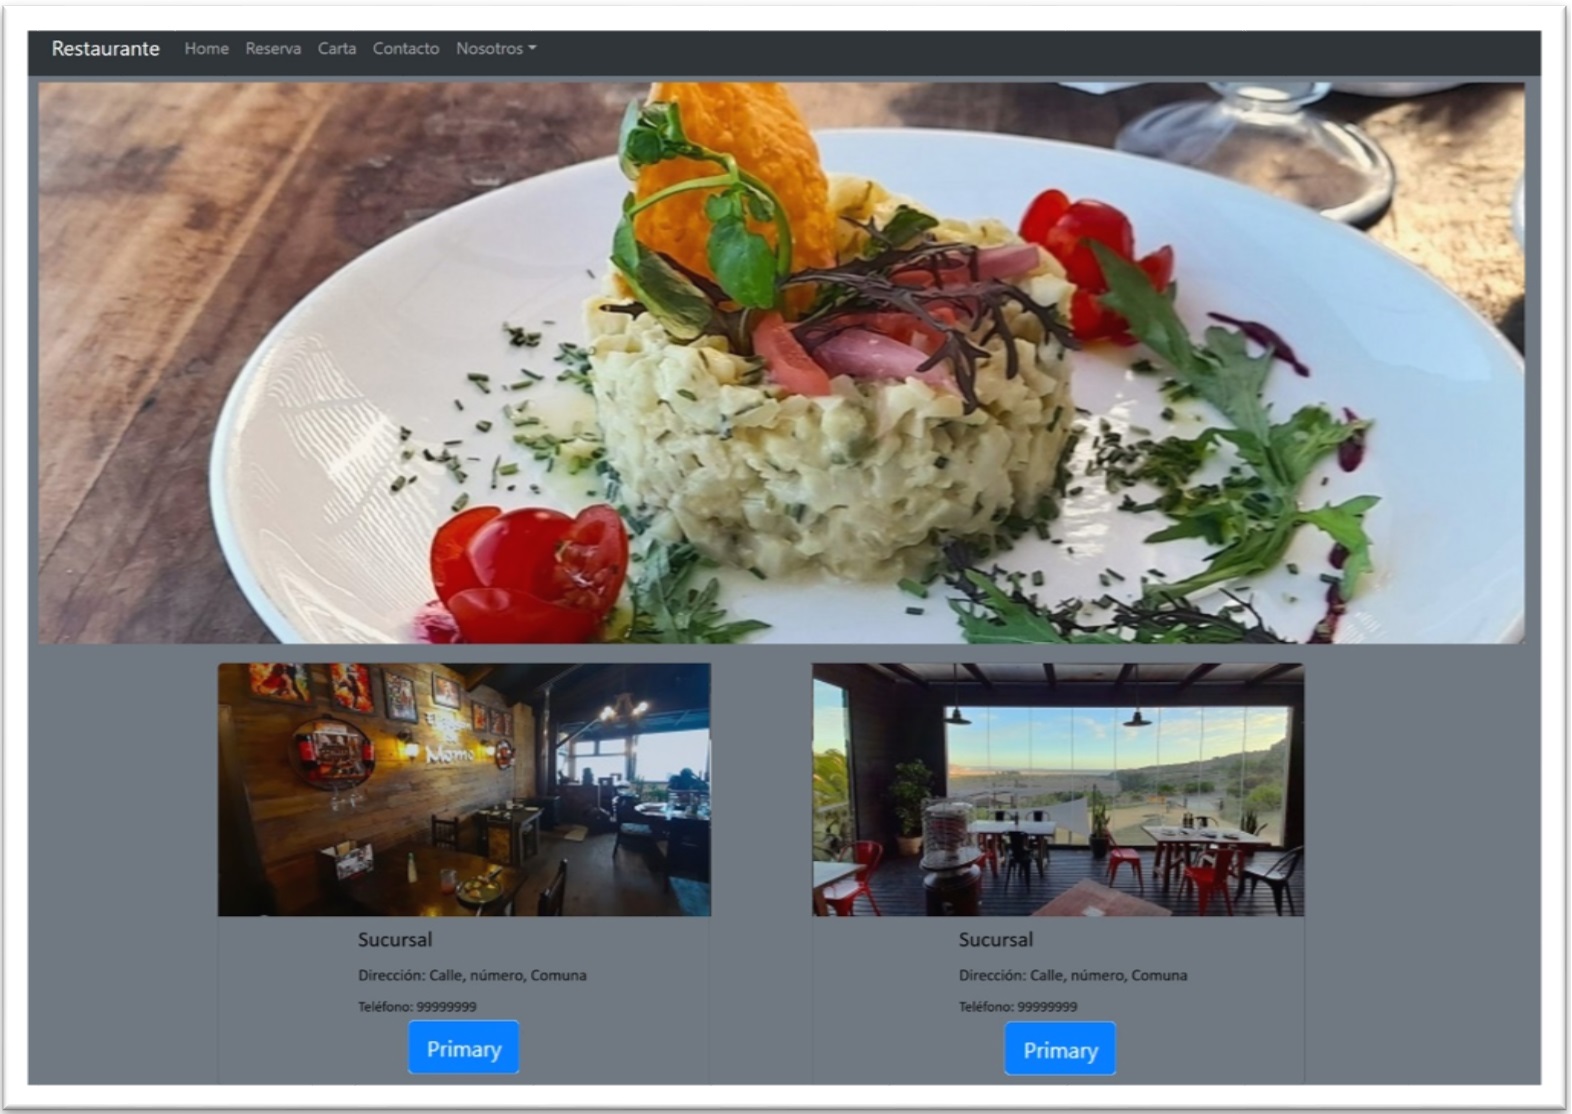 Restaurante Home Reserva Carta Contacto Nosotros
Momo
Sucursal
Dirección: Calle, número, Comuna
Teléfono: 99999999
Primary
Sucursal
Dirección: Calle, número, Comuna
Teléfono: 99999999
Primary